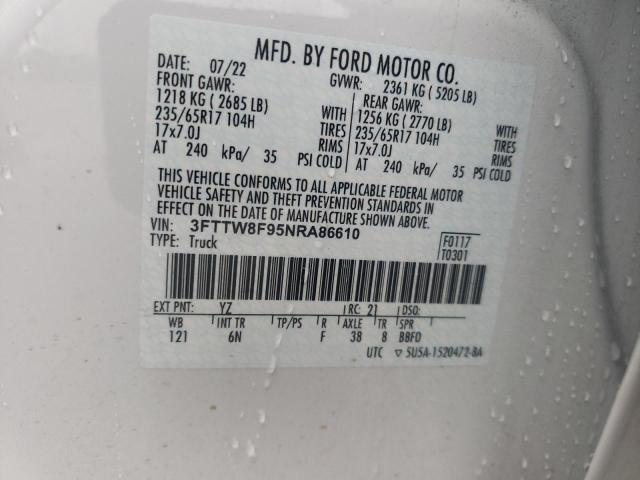 MFD. BY FORD MOTOR CO.
DATE: 07/22 GVWR: 2361 KG ( 5205 LB)
FRONT GAWR: REAR GAWR:
1218 KG ( 2685 LB) WITH 1256 KG ( 2770 LB) WITH
235/65R17 104H TIRES 235/65R17 104H TIRES
17x7.0J RIMS 17x7.0J RIMS
AT 240 kPa/ 35 PSI COLD AT 240 kPa/ 35 PSI COLD
THIS VEHICLE CONFORMS TO ALL APPLICABLE FEDERAL MOTOR
VEHICLE SAFETY AND THEFT PREVENTION STANDARDS IN
EFFECT ON THE DATE OF MANUFACTURE SHOWN ABOVE.
VIN: 3FTTW8F95NRA86610
TYPE: Truck
F0117
T0301
EXT PNT: YZ RC: 21 DSO:
WB INT TR TP/PS R AXLE TR SPR
121 6N F 38 8 BBFD
UTC ▽ 5U5A-1520472-BA